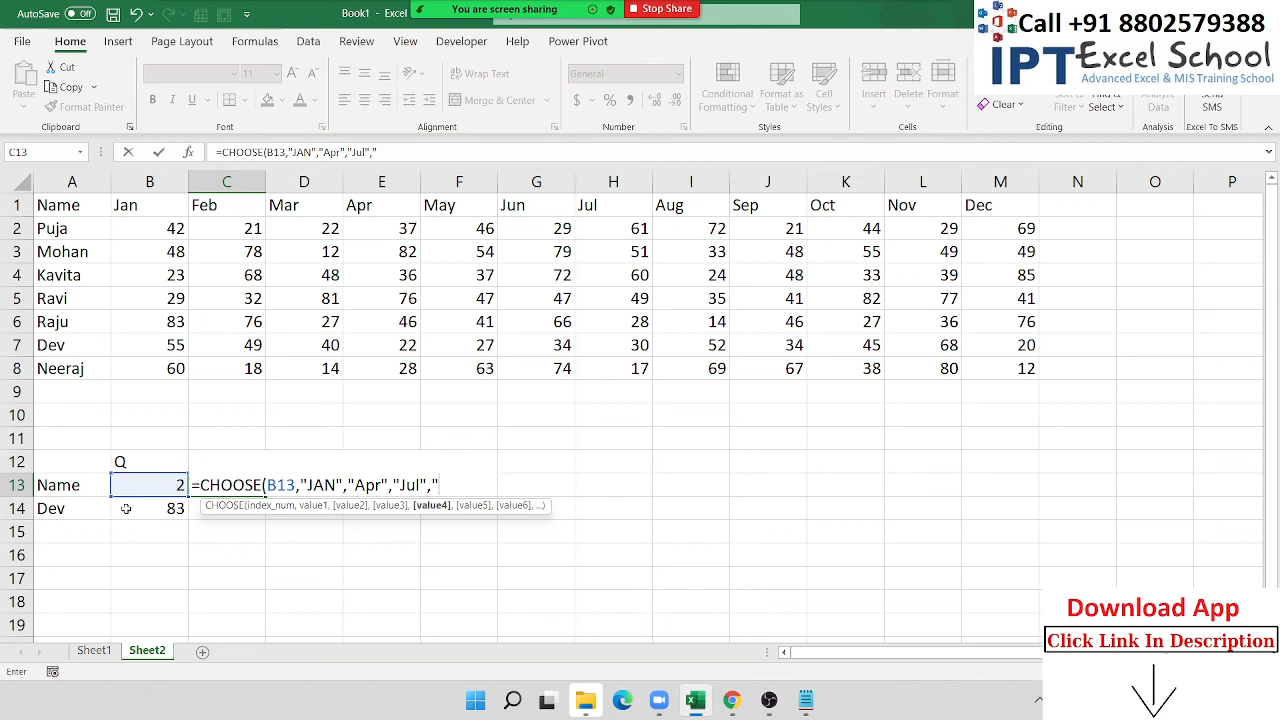 AutoSave Off Book1 - Excel You are screen sharing Stop Share
Call +91 8802579388
IPT Excel School
Advanced Excel & MIS Training School
File Home Insert Page Layout Formulas Data Review View Developer Help Power Pivot
Paste Cut Copy Format Painter
B I U
11
Wrap Text
Merge & Center
General
$ % ,
Conditional Formatting Format as Table Cell Styles
Insert Delete Format
Clear Filter Select
Analyze Data
Send SMS
Clipboard Font Alignment Number Styles Cells Editing Analysis Excel To SMS
C13 fx =CHOOSE(B13,"JAN","Apr","Jul","
A B C D E F G H I J K L M N O P
1 Name Jan Feb Mar Apr May Jun Jul Aug Sep Oct Nov Dec
2 Puja 42 21 22 37 46 29 61 72 21 44 29 69
3 Mohan 48 78 12 82 54 79 51 33 48 55 49 49
4 Kavita 23 68 48 36 37 72 60 24 48 33 39 85
5 Ravi 29 32 81 76 47 47 49 35 41 82 77 41
6 Raju 83 76 27 46 41 66 28 14 46 27 36 76
7 Dev 55 49 40 22 27 34 30 52 34 45 68 20
8 Neeraj 60 18 14 28 63 74 17 69 67 38 80 12
9
10
11
12 Q
13 Name 2 =CHOOSE(B13,"JAN","Apr","Jul","
14 Dev 83 CHOOSE(index_num, value1, [value2], [value3], [value4], [value5], [value6], ...)
15
16
17
18
19
Download App
Click Link In Description
Sheet1 Sheet2
Enter